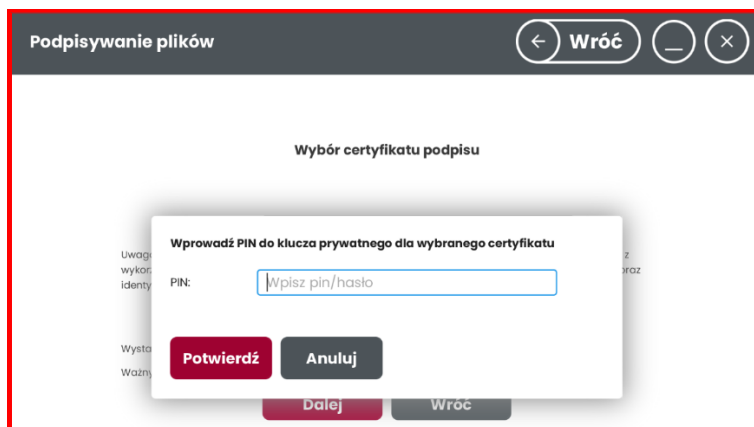 Podpisywanie plików
Wróć
Wybór certyfikatu podpisu
Wprowadź PIN do klucza prywatnego dla wybranego certyfikatu
z
PIN:
Wpisz pin/hasło
Potwierdź
Anuluj
Dalej
Wróć